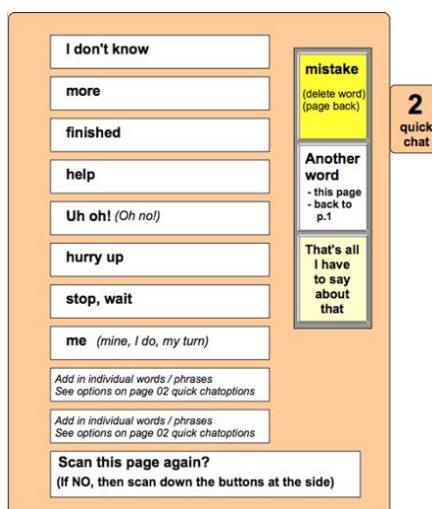 I don't know
more
finished
help
Uh oh! (Oh no!)
hurry up
stop, wait
me (mine, I do, my turn)
Add in individual words / phrases
See options on page 02 quick chatoptions
Add in individual words / phrases
See options on page 02 quick chatoptions
Scan this page again?
(If NO, then scan down the buttons at the side)
mistake
(delete word)
(page back)
Another
word
- this page
- back to
p.1
That's all
I have
to say
about
that
2
quick
chat